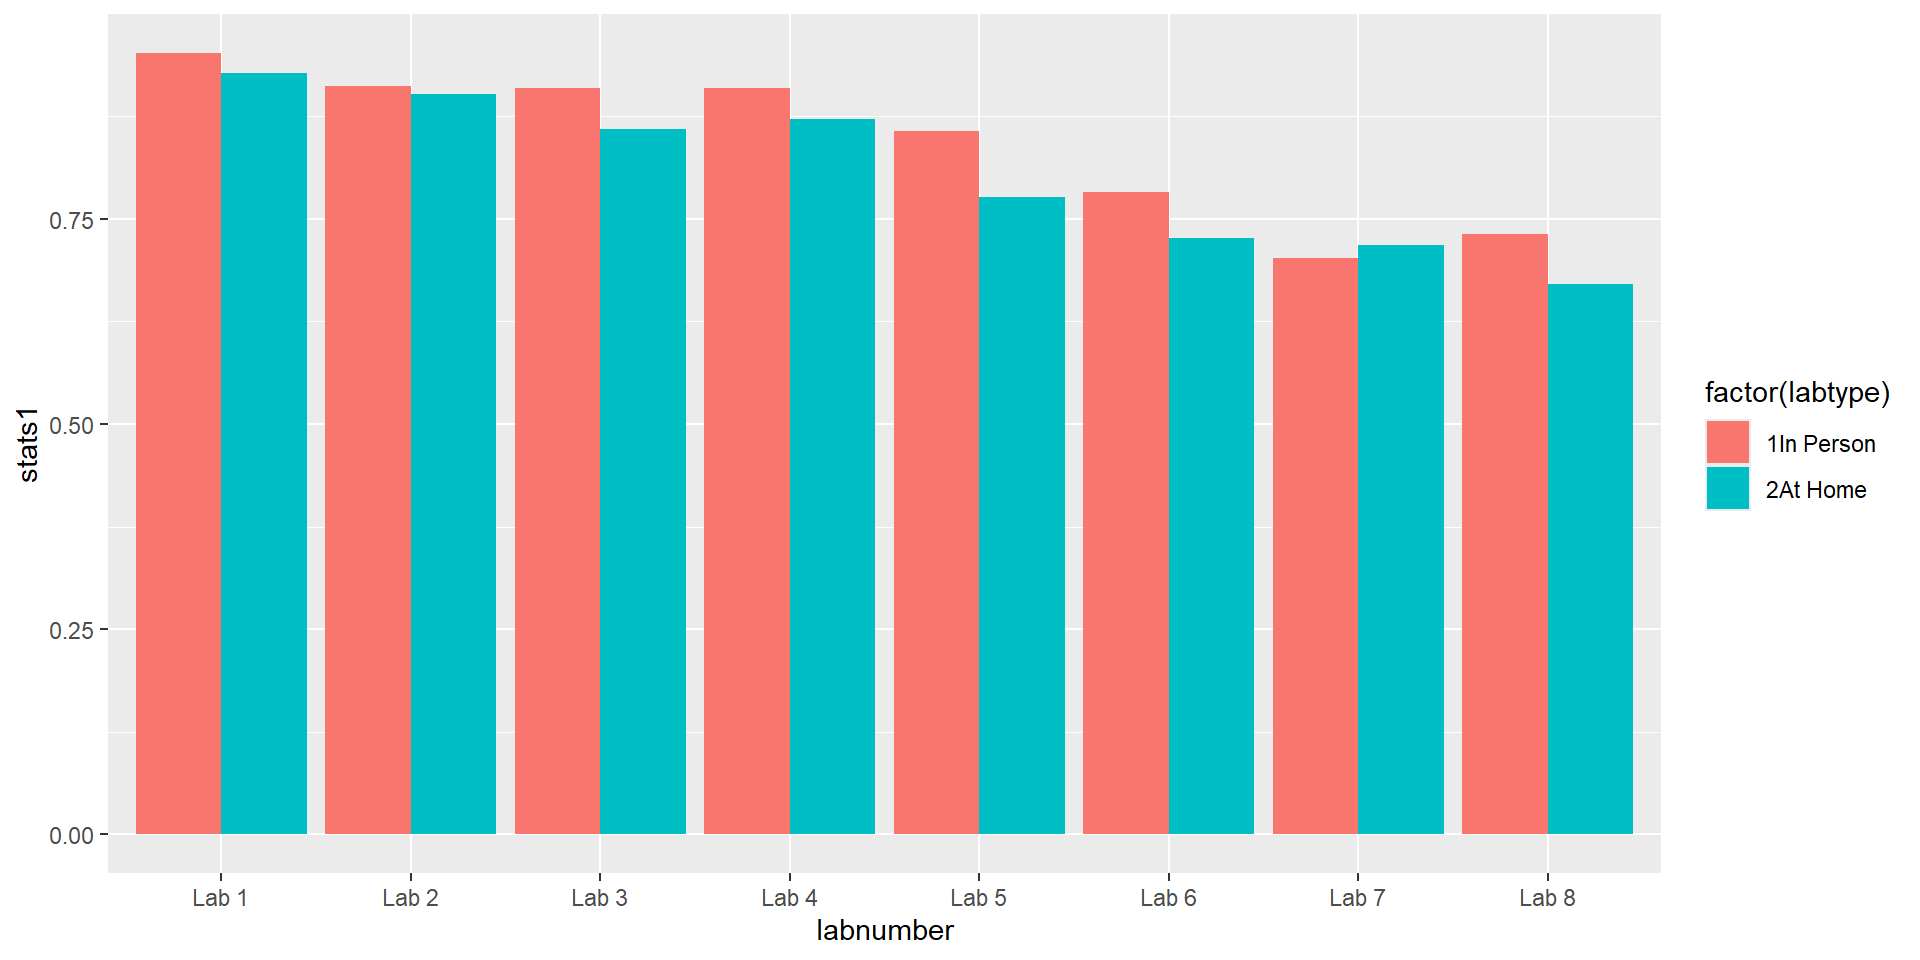 stats1
0.75
0.50
0.25
0.00
Lab 1 Lab 2 Lab 3 Lab 4 Lab 5 Lab 6 Lab 7 Lab 8
labnumber
factor(labtype)
1In Person
2At Home